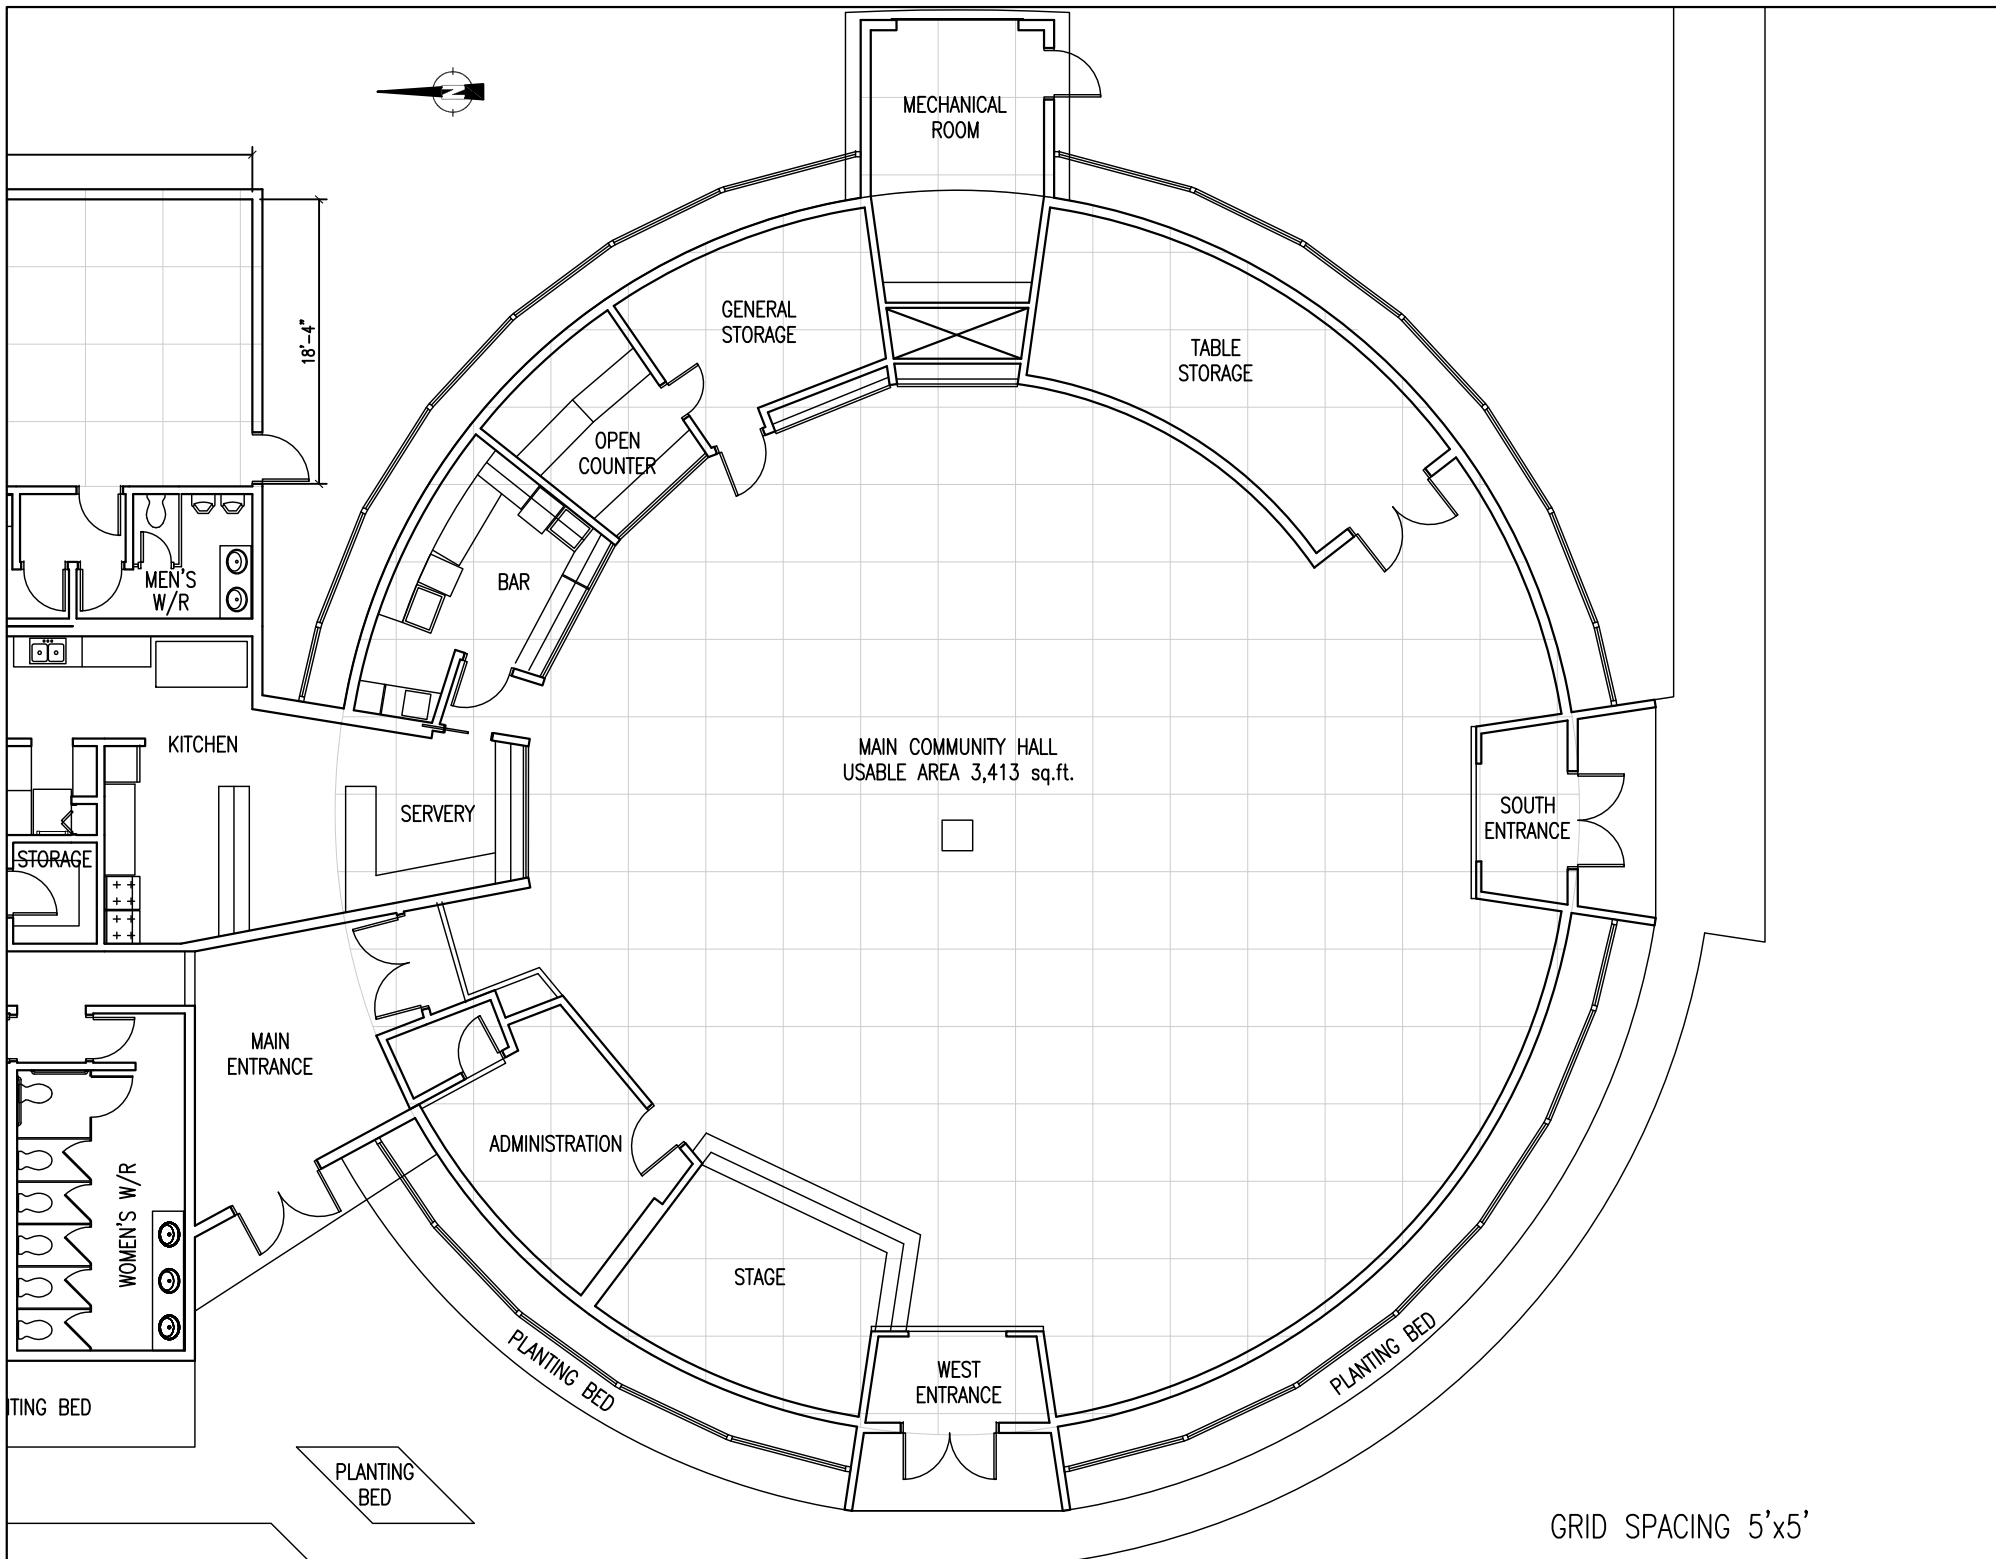 MECHANICAL
ROOM
N
18'-4"
GENERAL
STORAGE
TABLE
STORAGE
OPEN
COUNTER
BAR
MEN'S
W/R
KITCHEN
MAIN COMMUNITY HALL
USABLE AREA 3,413 sq.ft.
SERVERY
SOUTH
ENTRANCE
STORAGE
MAIN
ENTRANCE
ADMINISTRATION
WOMEN'S W/R
STAGE
PLANTING BED
PLANTING BED
WEST
ENTRANCE
TING BED
PLANTING
BED
GRID SPACING 5'x5'